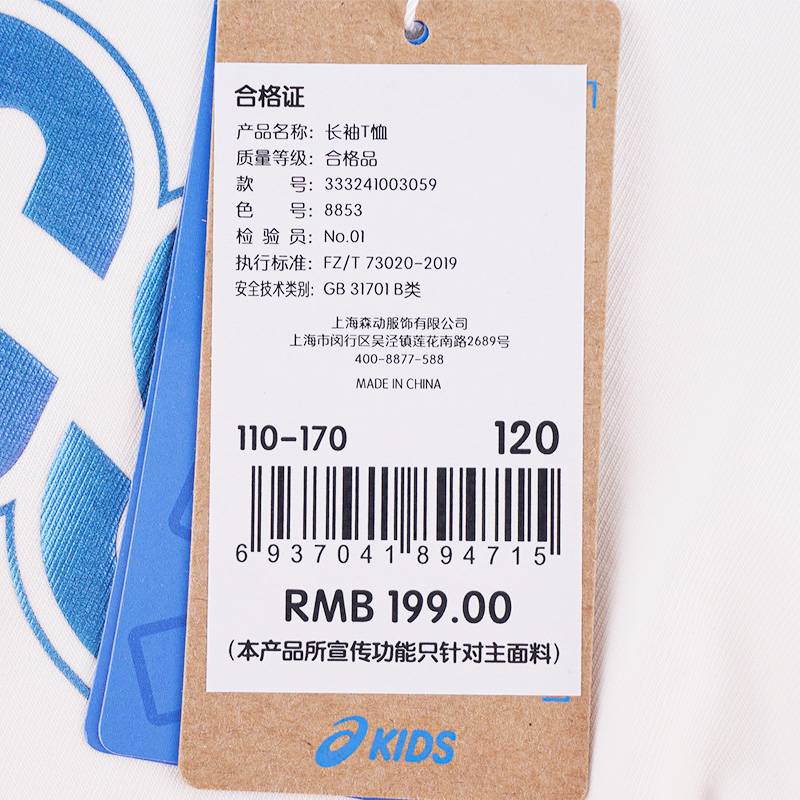 合格证
产品名称：长袖T恤
质量等级：合格品
款 号：333241003059
色 号：8853
检 验 员：No.01
执行标准：FZ/T 73020-2019
安全技术类别：GB 31701 B类
上海森动服饰有限公司
上海市闵行区吴泾镇莲花南路2689号
400-8877-588
MADE IN CHINA
110-170 120
6 937041 894715
RMB 199.00
（本产品所宣传功能只针对主面料）
KIDS